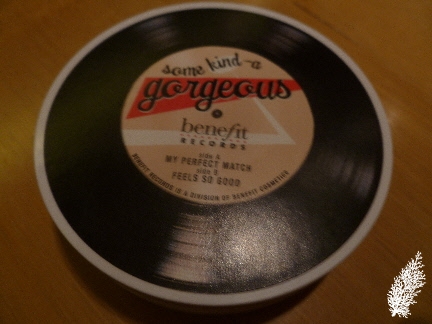 some kind-a
gorgeous
benefit
RECORDS
side A
MY PERFECT MATCH
side B
FEELS SO GOOD
BENEFIT RECORDS IS A DIVISION OF BENEFIT COSMETICS